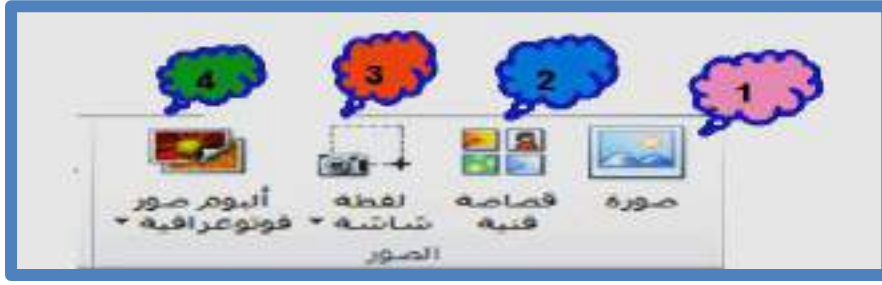 1
2
3
4
صورة
قصاصة
فنية
لقطة
شاشة
ألبوم صور
فوتوغرافية
الصور